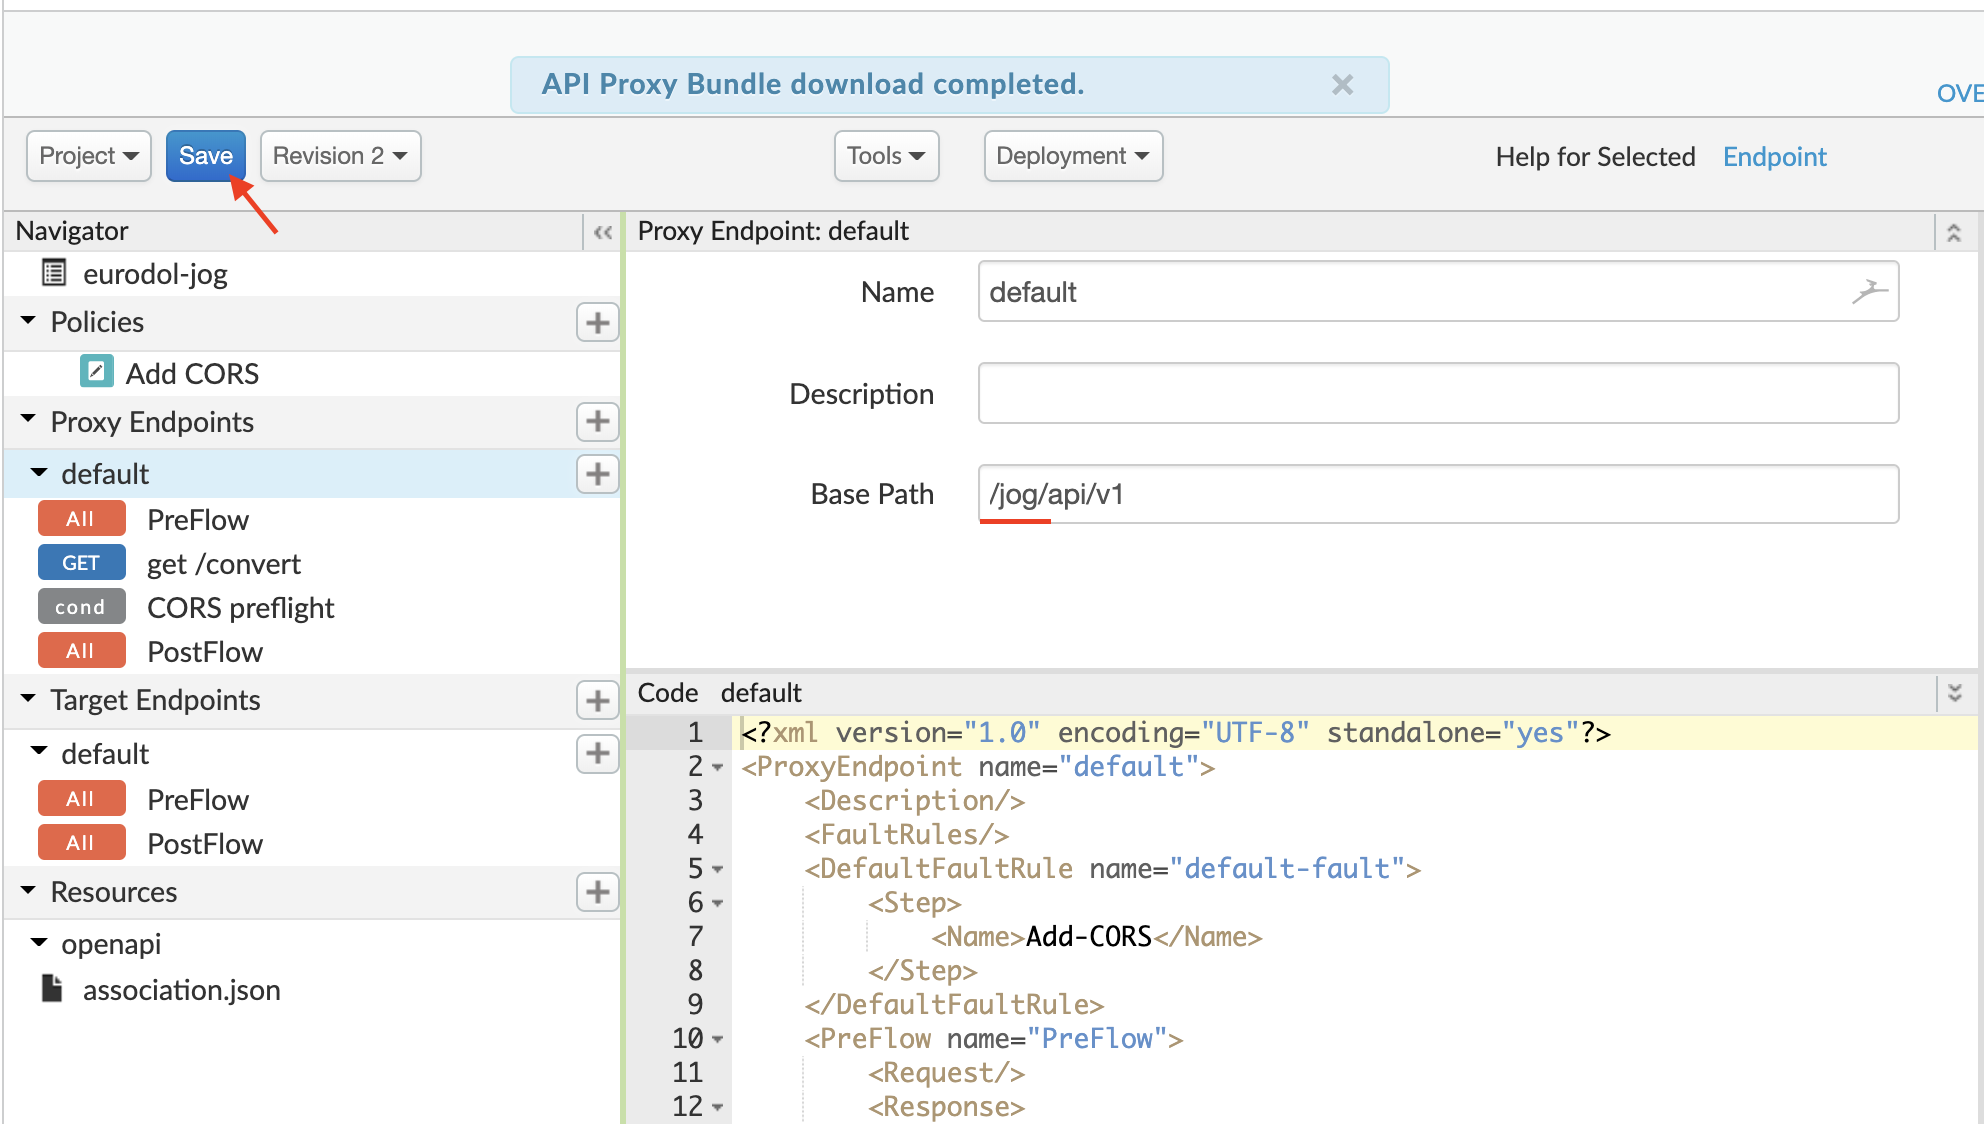 API Proxy Bundle download completed.
OVE
Project Save Revision 2 Tools Deployment Help for Selected Endpoint
Navigator
eurodol-jog
Policies
Add CORS
Proxy Endpoints
default
All PreFlow
GET get /convert
cond CORS preflight
All PostFlow
Target Endpoints
default
All PreFlow
All PostFlow
Resources
openapi
association.json
Proxy Endpoint: default
Name default
Description
Base Path /jog/api/v1
Code default
1 <?xml version="1.0" encoding="UTF-8" standalone="yes"?>
2 <ProxyEndpoint name="default">
3 <Description/>
4 <FaultRules/>
5 <DefaultFaultRule name="default-fault">
6 <Step>
7 <Name>Add-CORS</Name>
8 </Step>
9 </DefaultFaultRule>
10 <PreFlow name="PreFlow">
11 <Request/>
12 <Response>